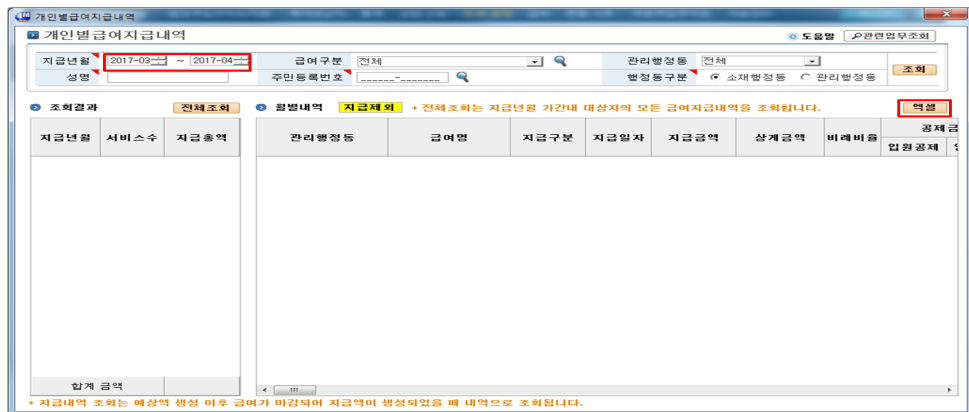 개인별급여지급내역
개인별급여지급내역
도움말 관련업무조회
지급년월 2017-03 ~ 2017-04 급여구분 전체 관리행정동 전체 조회
성명 주민등록번호 ______-_______ 행정동구분 소재행정동 관리행정동
조회결과 전체조회 월별내역 지급제외 + 전체조회는 지급년월 기간내 대상자의 모든 급여지급내역을 조회합니다. 엑셀
지급년월 서비스수 지급총액 관리행정동 급여명 지급구분 지급일자 지급금액 상계금액 비례비율 공제금
입원공제
합계 금액
+ 지급내역 조회는 예상액 생성 이후 급여가 마감되어 지급액이 생성되었을 때 내역으로 조회됩니다.